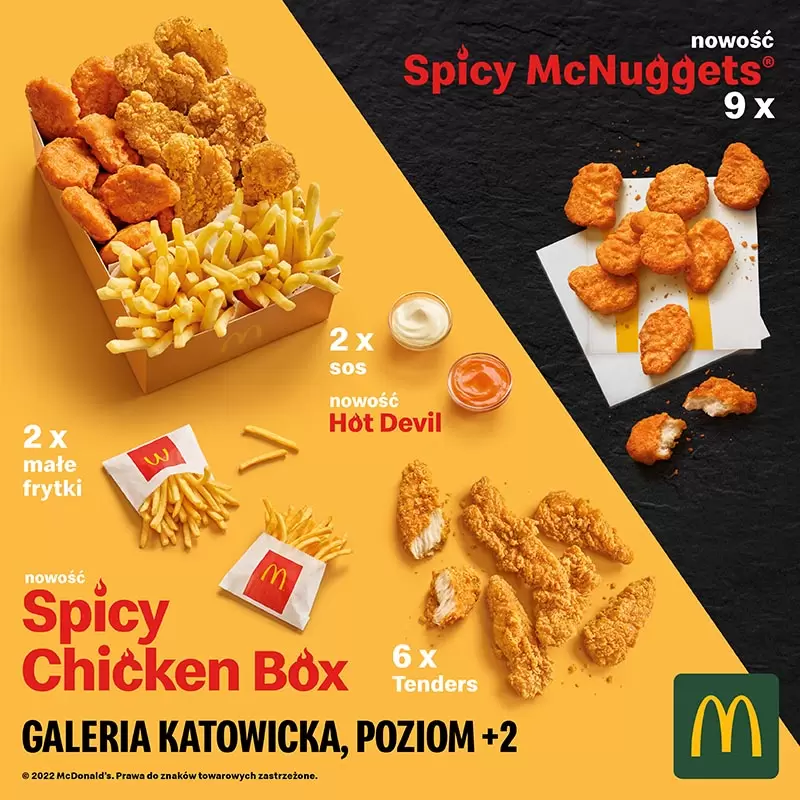 nowość
Spicy McNuggets®
9 x
2 x
sos
nowość
Hot Devil
2 x
małe
frytki
nowość
Spicy
Chicken Box
6 x
Tenders
GALERIA KATOWICKA, POZIOM +2
© 2022 McDonald's. Prawa do znaków towarowych zastrzeżone.